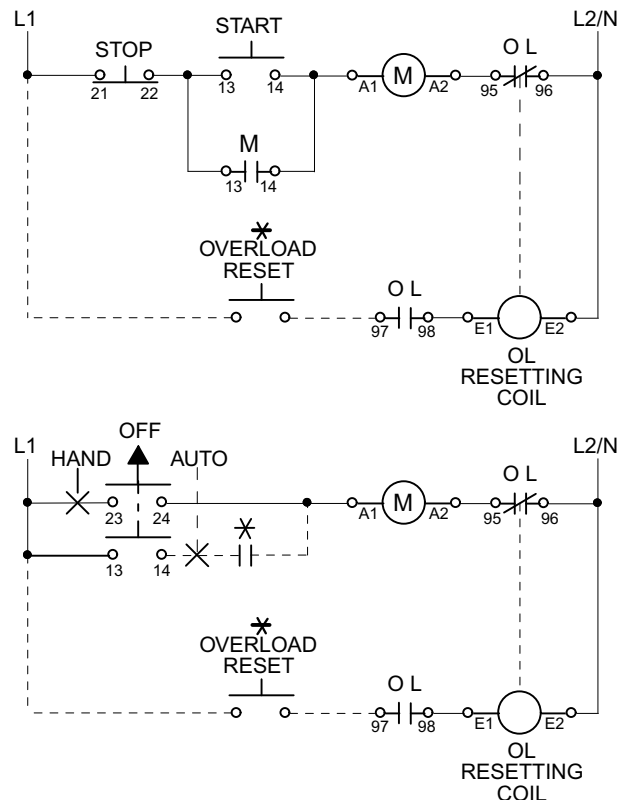 L1 L2/N
START
STOP O L
21 22 13 14 A1 M A2 95 96
M
13 14
OVERLOAD
RESET
O L
97 98 E1 E2
OL
RESETTING
COIL
OFF
L1 HAND AUTO L2/N
O L
23 24 A1 M A2 95 96
13 14
OVERLOAD
RESET
O L
97 98 E1 E2
OL
RESETTING
COIL